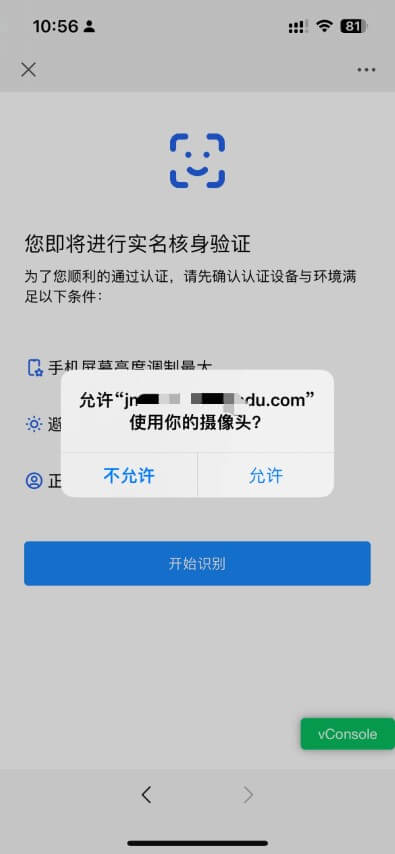 10:56
81
您即将进行实名核身验证
为了您顺利的通过认证，请先确认认证设备与环境满
足以下条件：
手机屏幕亮度调制最大
允许“jn du.com”
使用你的摄像头？
避
不允许
允许
正
开始识别
vConsole